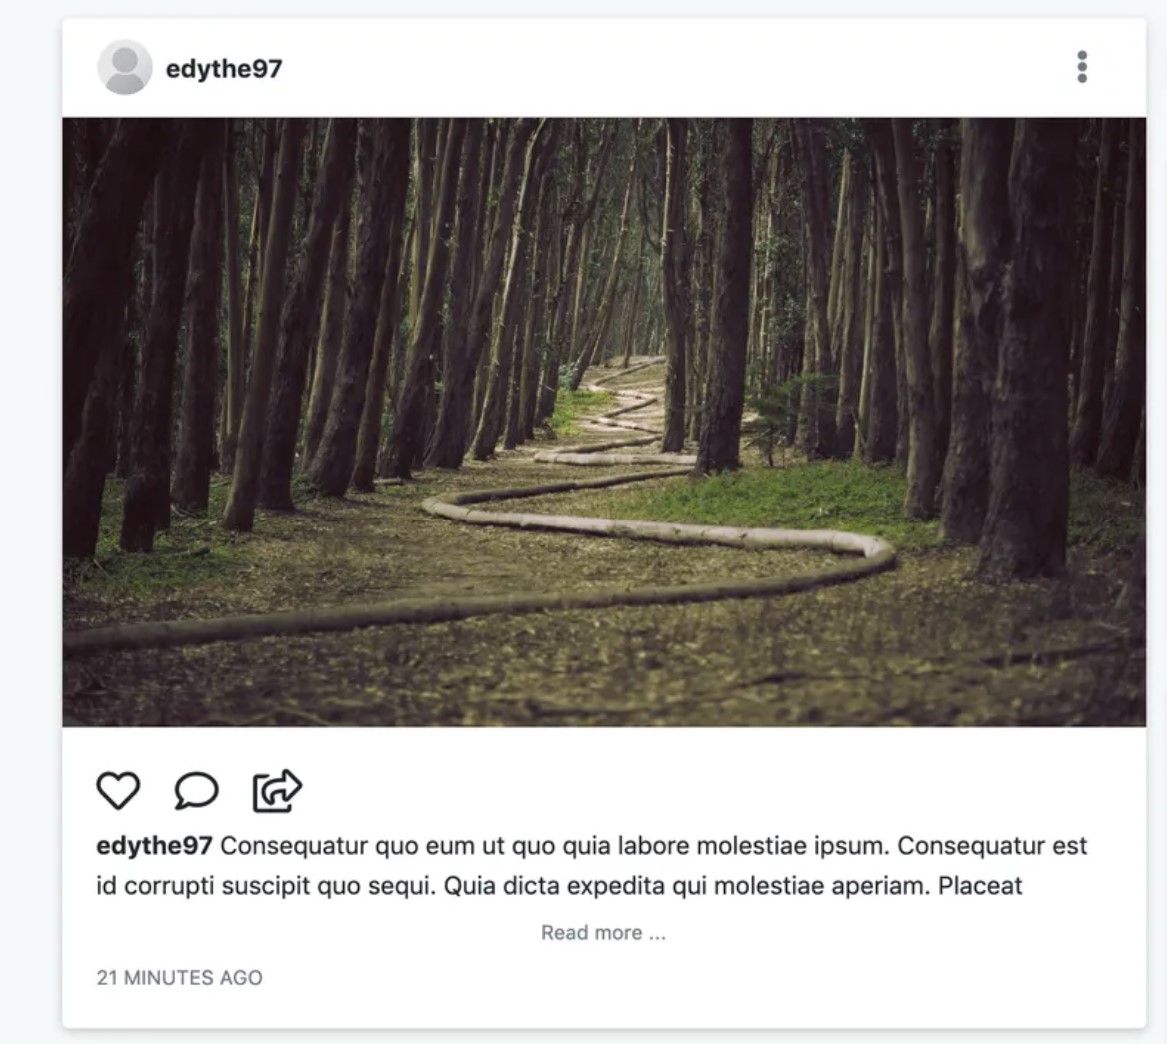 edythe97
edythe97 Consequatur quo eum ut quo quia labore molestiae ipsum. Consequatur est
id corrupti suscipit quo sequi. Quia dicta expedita qui molestiae aperiam. Placeat
Read more ...
21 MINUTES AGO